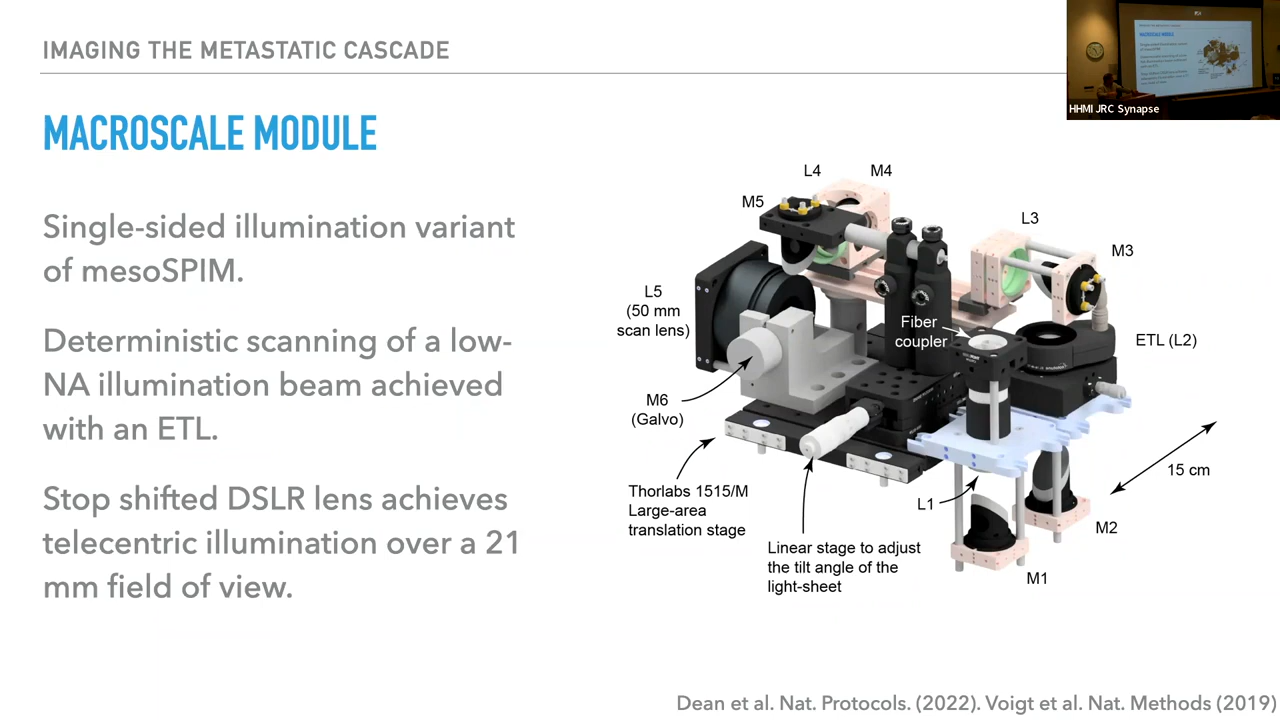 IMAGING THE METASTATIC CASCADE
HHMI JRC Synapse
MACROSCALE MODULE
Single-sided illumination variant
of mesoSPIM.
Deterministic scanning of a low-
NA illumination beam achieved
with an ETL.
Stop shifted DSLR lens achieves
telecentric illumination over a 21
mm field of view.
L4
M4
M5
L3
M3
L5
(50 mm
scan lens)
Fiber
coupler
ETL (L2)
M6
(Galvo)
15 cm
Thorlabs 1515/M
Large-area
translation stage
L1
M2
Linear stage to adjust
the tilt angle of the
light-sheet
M1
Dean et al. Nat. Protocols. (2022). Voigt et al. Nat. Methods (2019)